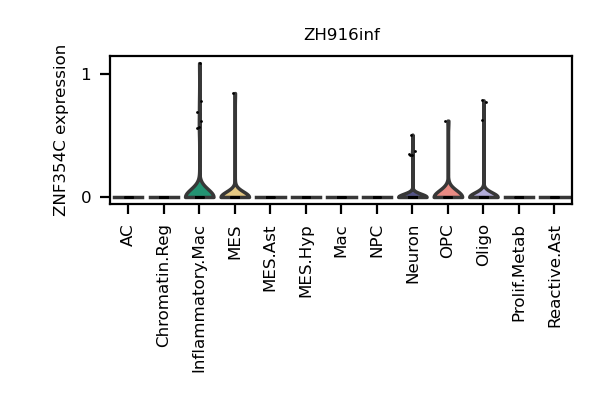 ZH916inf
ZNF354C expression
1
0
AC
Chromatin.Reg
Inflammatory.Mac
MES
MES.Ast
MES.Hyp
Mac
NPC
Neuron
OPC
Oligo
Prolif.Metab
Reactive.Ast